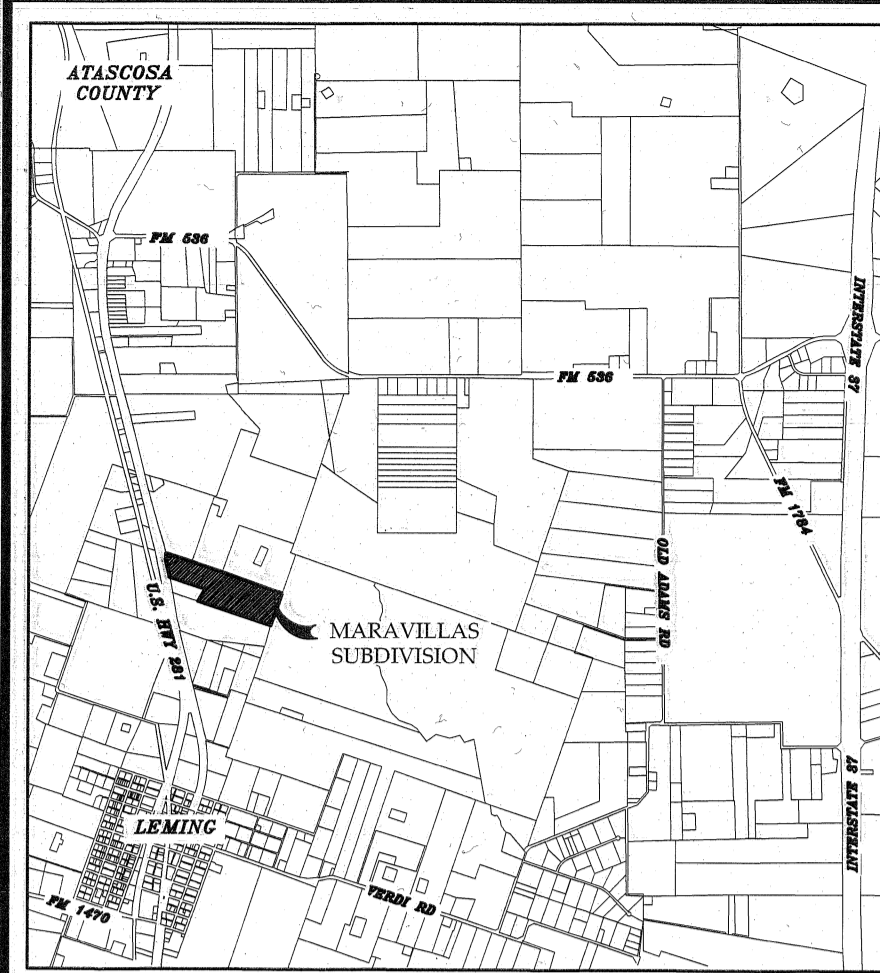 ATASCOSA
COUNTY
FM 536
INTERSTATE 37
FM 536
FM 1784
OLD ADAMS RD
U.S. HWY 281
MARAVILLAS
SUBDIVISION
INTERSTATE 37
LEMING
VERDI RD
FM 1470